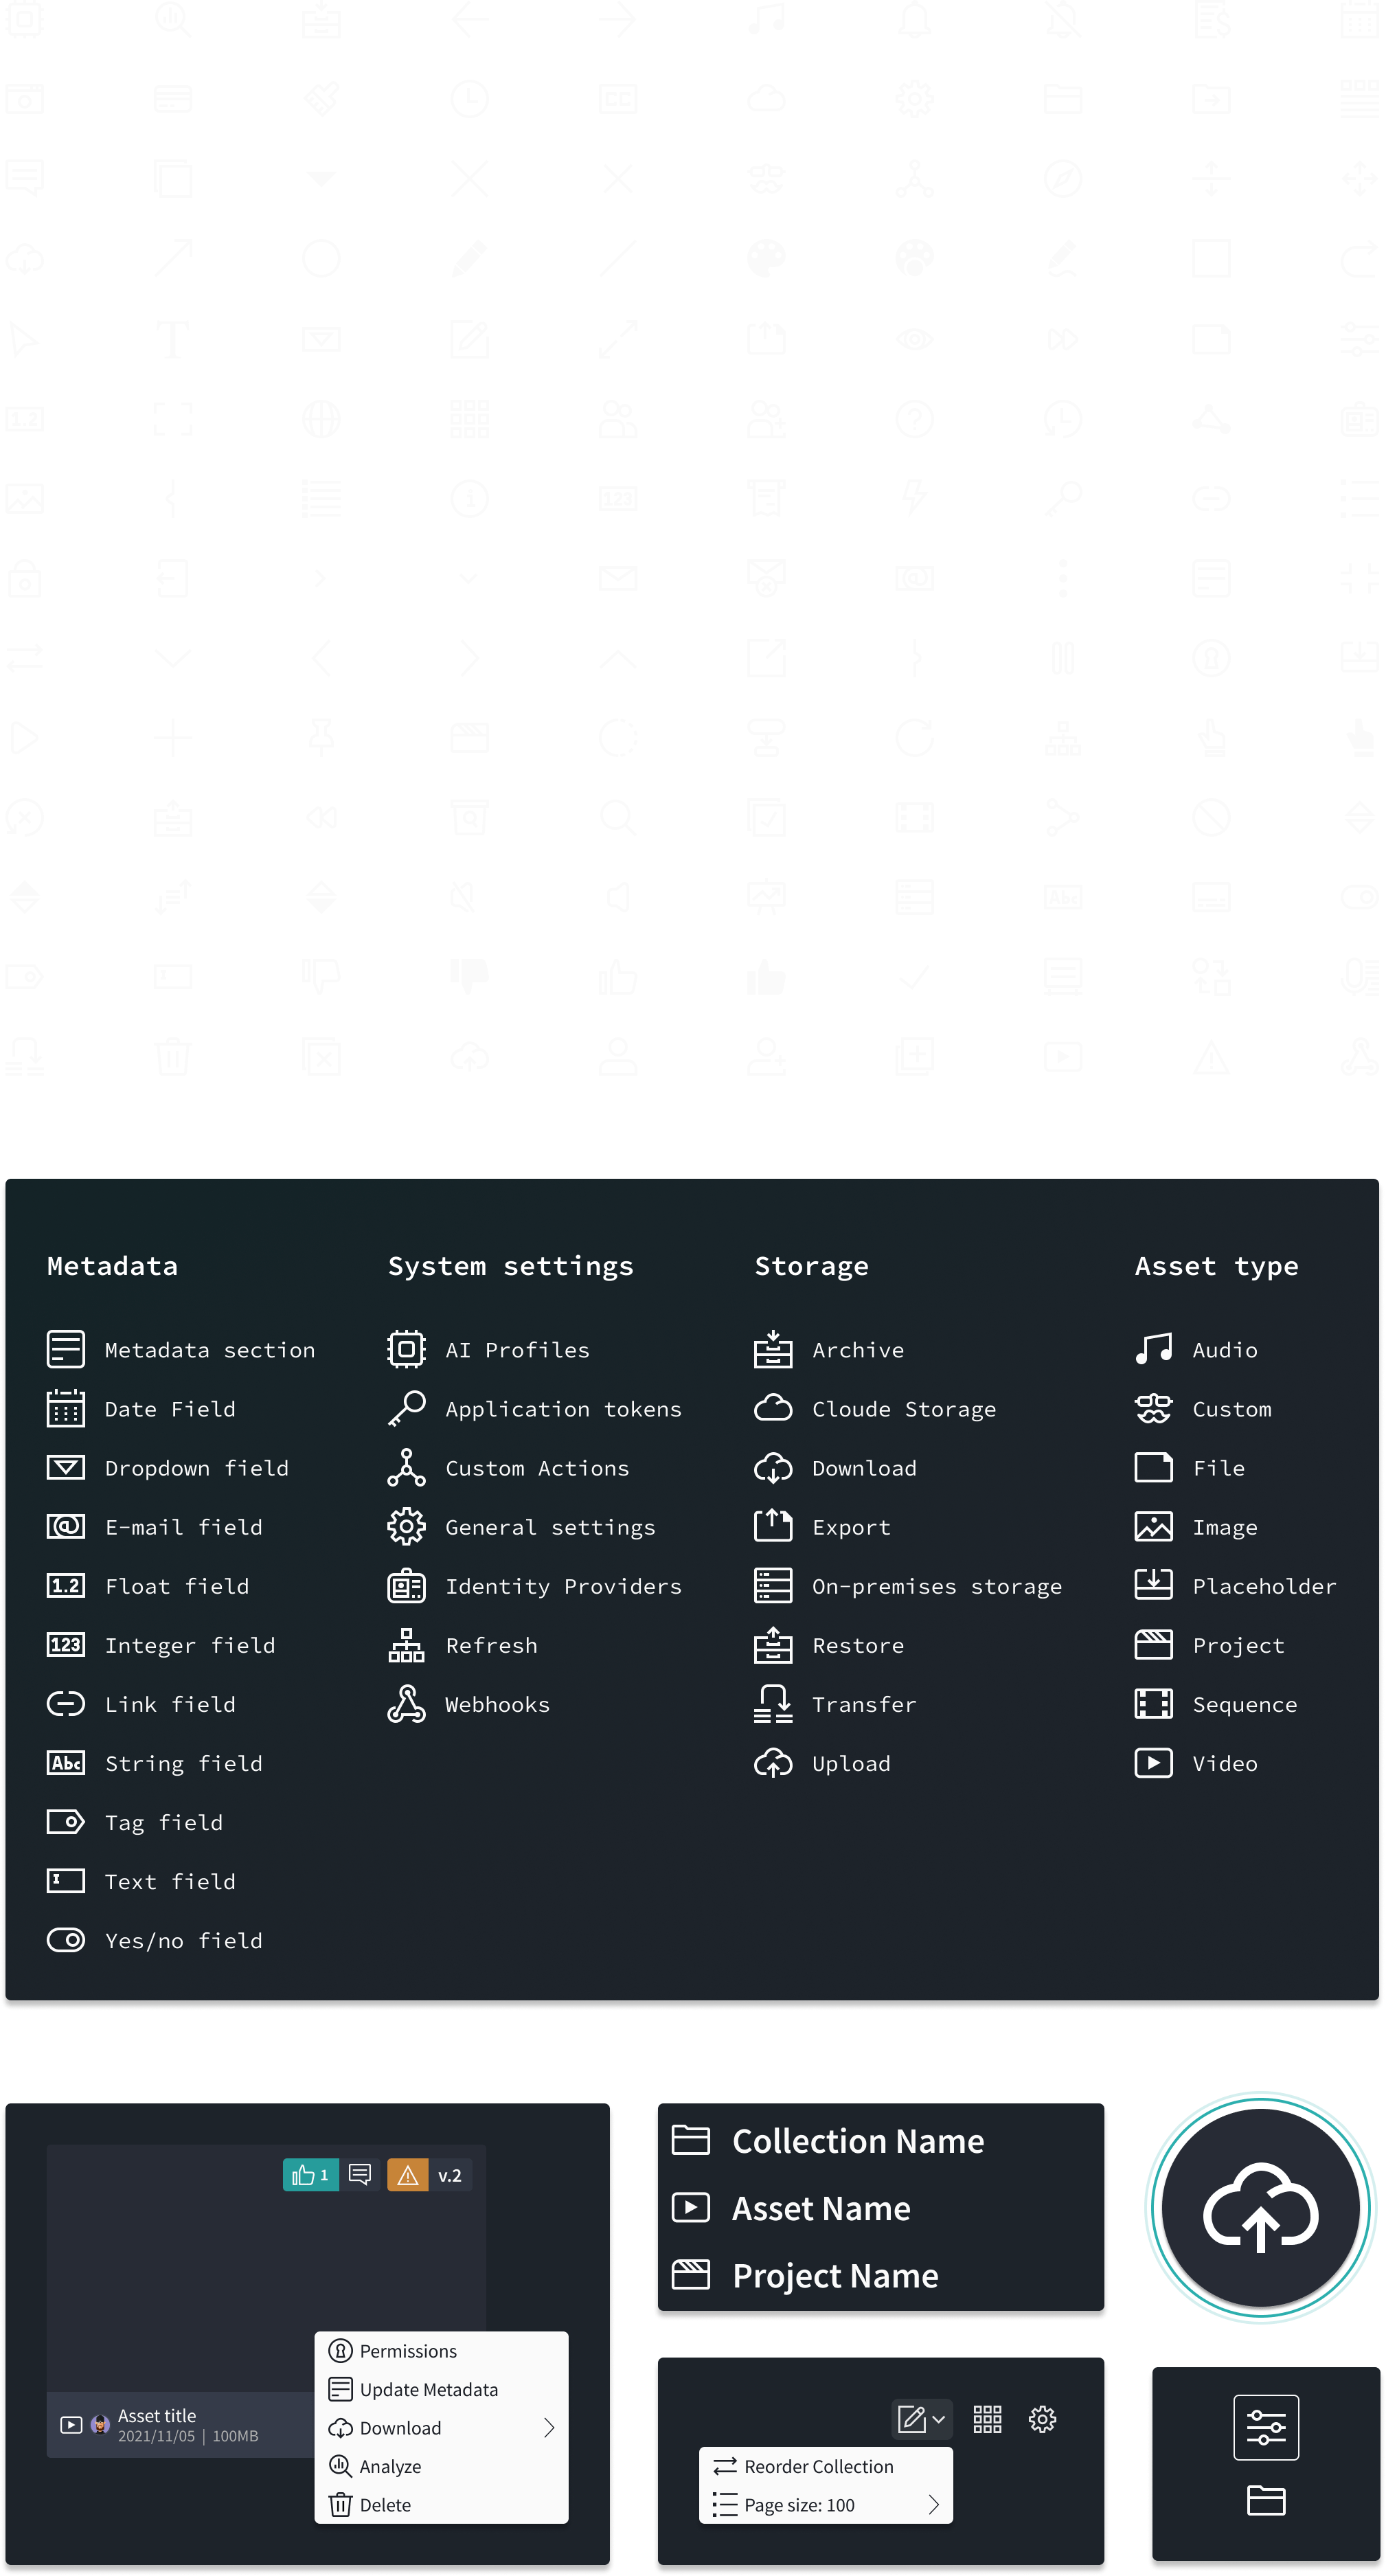 Metadata
Metadata section
Date Field
Dropdown field
E-mail field
1.2 Float field
123 Integer field
Link field
Abc String field
Tag field
Text field
Yes/no field
System settings
AI Profiles
Application tokens
Custom Actions
General settings
Identity Providers
Refresh
Webhooks
Storage
Archive
Cloude Storage
Download
Export
On-premises storage
Restore
Transfer
Upload
Asset type
Audio
Custom
File
Image
Placeholder
Project
Sequence
Video
1 v.2
Asset title
2021/11/05 | 100MB
Permissions
Update Metadata
Download
Analyze
Delete
Collection Name
Asset Name
Project Name
Reorder Collection
Page size: 100